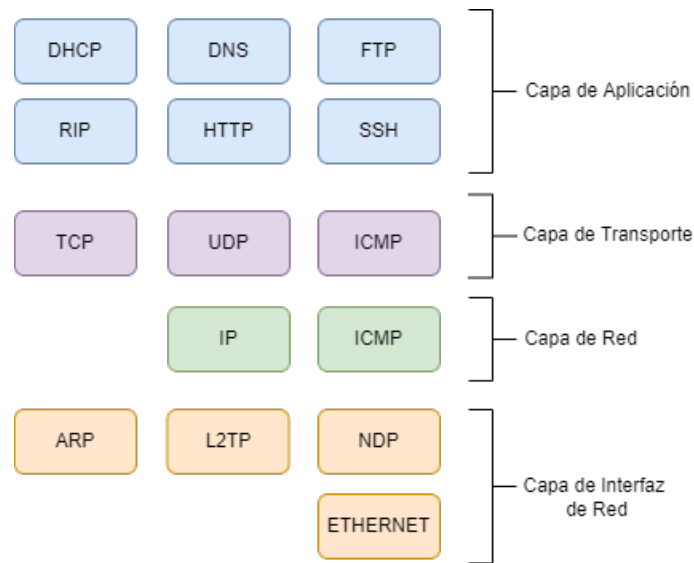 DHCP DNS FTP
Capa de Aplicación
RIP HTTP SSH
TCP UDP ICMP
Capa de Transporte
IP ICMP
Capa de Red
ARP L2TP NDP
Capa de Interfaz
de Red
ETHERNET